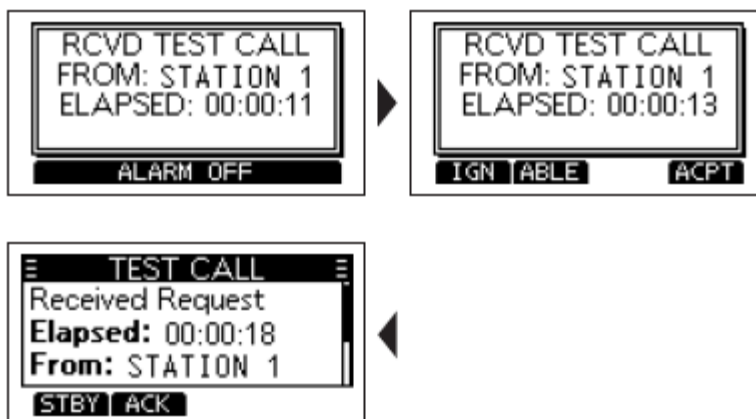 RCVD TEST CALL
FROM: STATION 1
ELAPSED: 00:00:11
ALARM OFF
RCVD TEST CALL
FROM: STATION 1
ELAPSED: 00:00:13
IGN ABLE ACPT
TEST CALL
Received Request
Elapsed: 00:00:18
From: STATION 1
STBY ACK